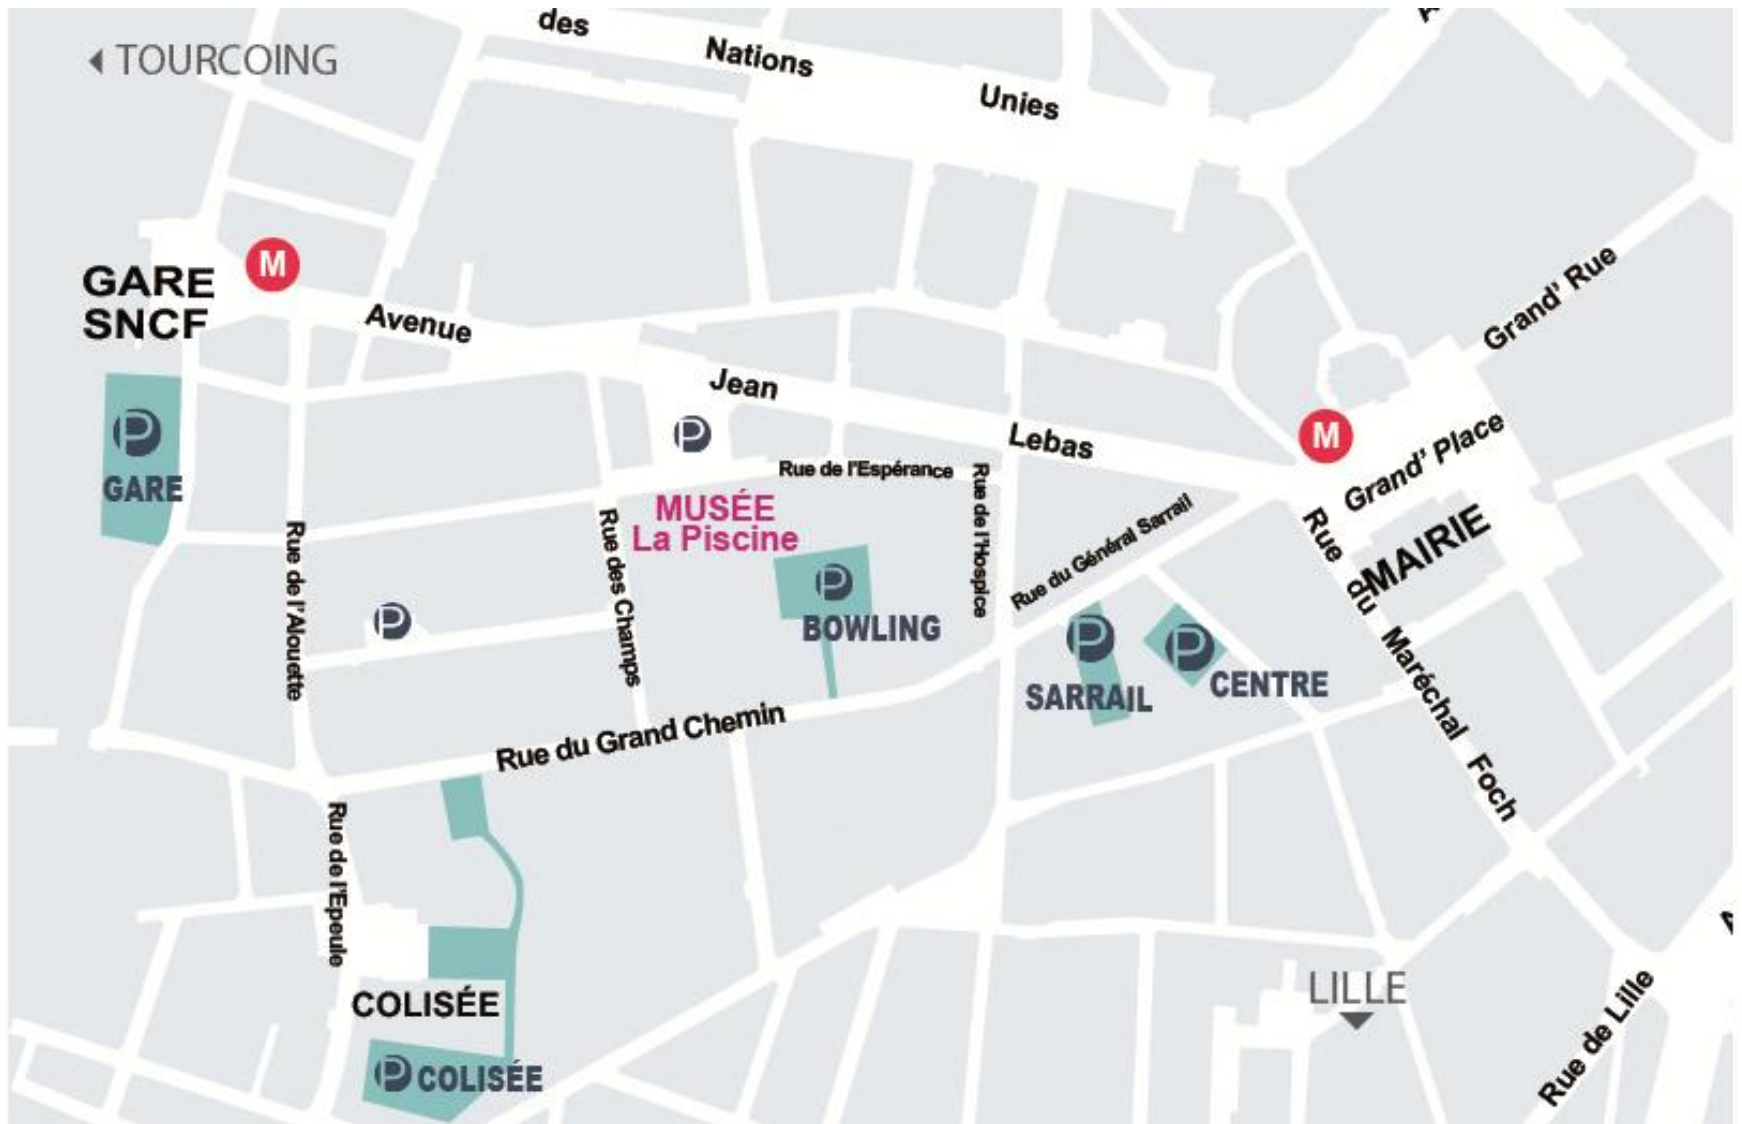 des
Nations
Unies
TOURCOING
Grand' Rue
M
GARE
SNCF
Avenue
Jean
Lebas
M
Grand' Place
P
GARE
P
Rue de l'Espérance
MUSÉE
La Piscine
Rue de l'Hospice
Rue du Général Sarrail
MAIRIE
Rue du Maréchal Foch
Rue de l'Alouette
P
Rue des Champs
P
BOWLING
P
SARRAIL
P
CENTRE
Rue du Grand Chemin
Rue de l'Epeule
COLISÉE
P COLISÉE
LILLE
Rue de Lille